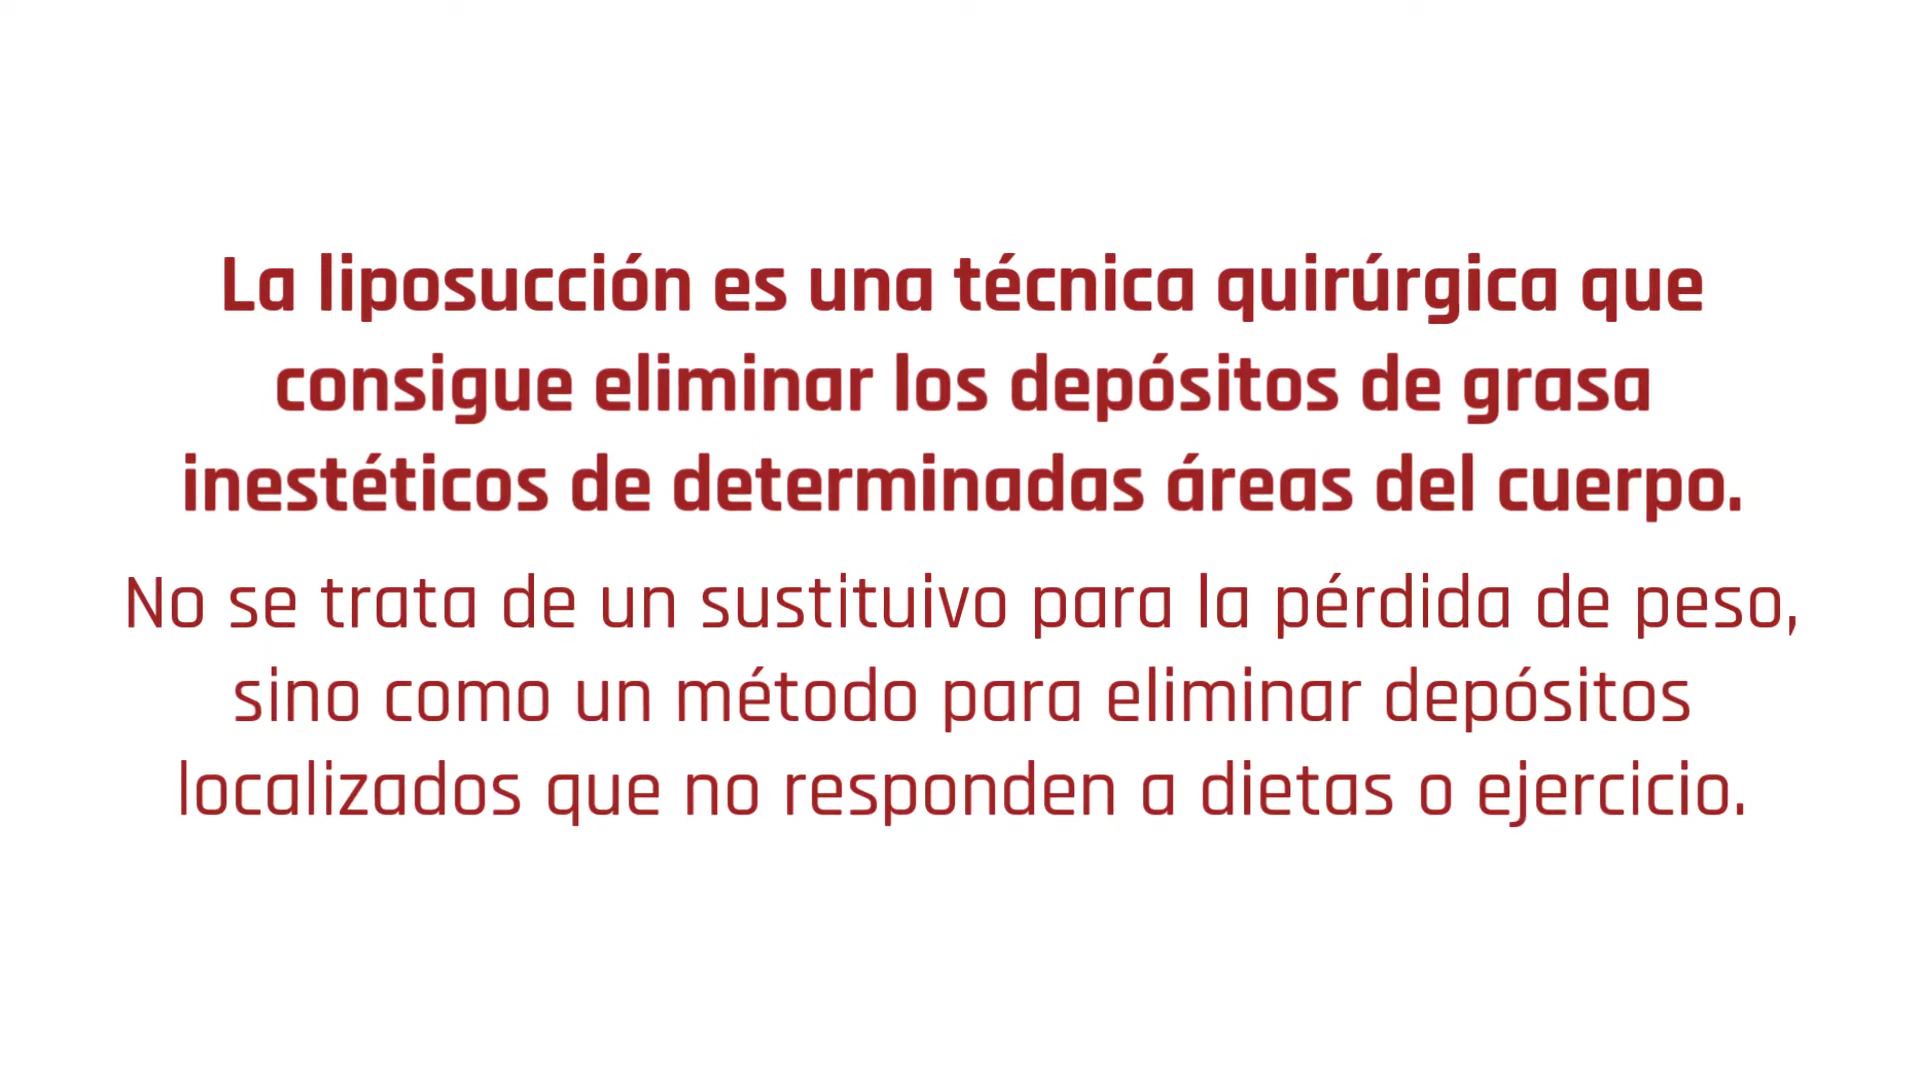 La liposucción es una técnica quirúrgica que
consigue eliminar los depósitos de grasa
inestéticos de determinadas áreas del cuerpo.
No se trata de un sustituivo para la pérdida de peso,
sino como un método para eliminar depósitos
localizados que no responden a dietas o ejercicio.